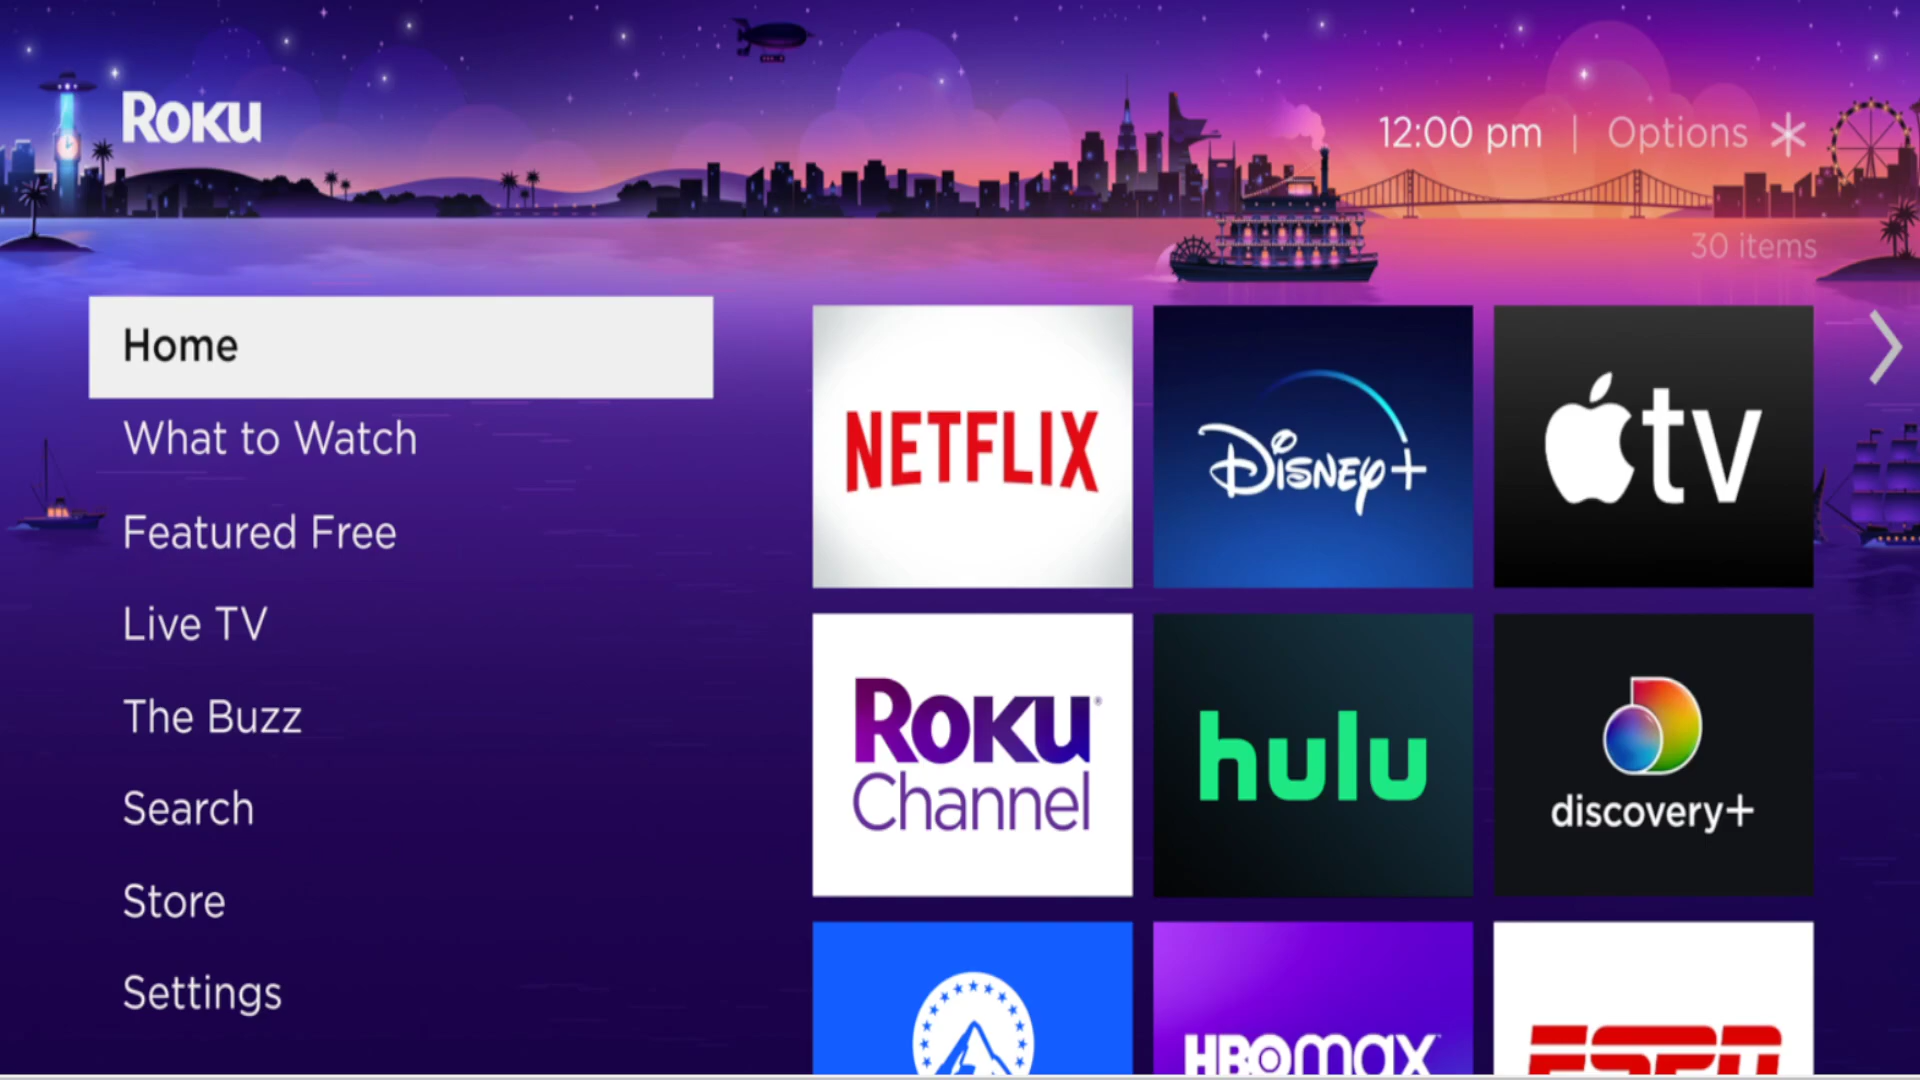 Roku
12:00 pm | Options *
30 items
Home
What to Watch
Featured Free
Live TV
The Buzz
Search
Store
Settings
NETFLIX
Disney+
tv
Roku
Channel
hulu
discovery+
HBOMAX
ESPN